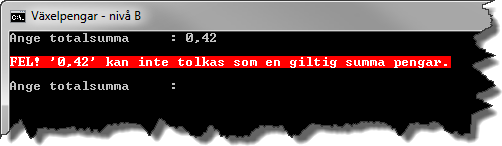 Växelpengar - nivå B
Ange totalsumma     : 0,42
FEL! '0,42' kan inte tolkas som en giltig summa pengar.
Ange totalsumma     :